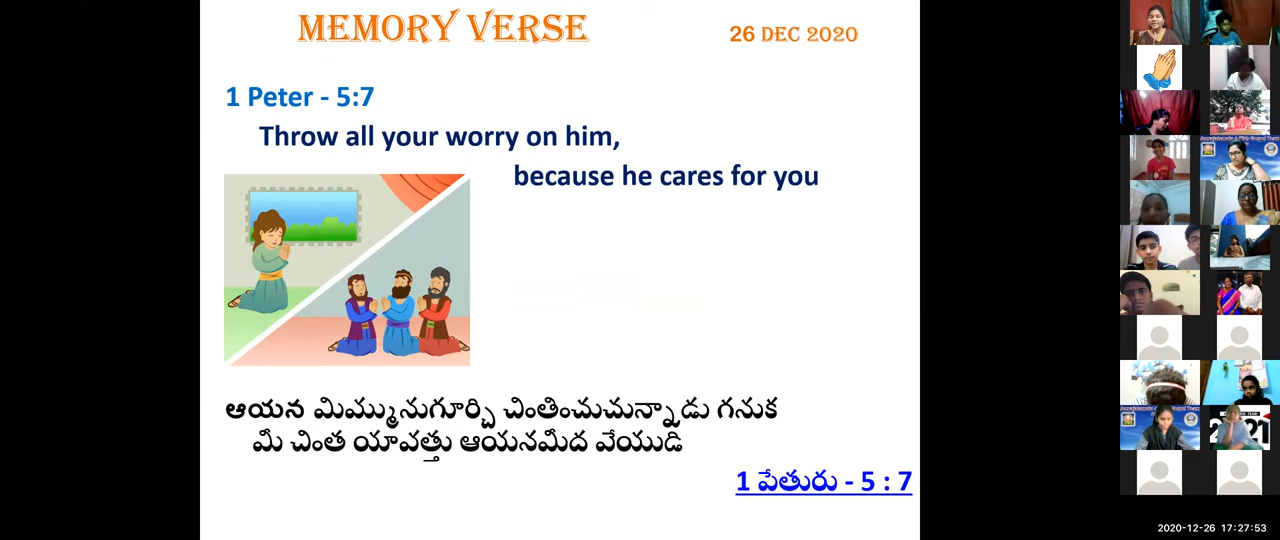 MEMORY VERSE
26 DEC 2020
1 Peter - 5:7
Throw all your worry on him,
because he cares for you
ఆయన మిమ్మునుగూర్చి చింతించుచున్నాడు గనుక
మీ చింత యావత్తు ఆయనమీద వేయుడి
1 పేతురు - 5 : 7
2020-12-26 17:27:53